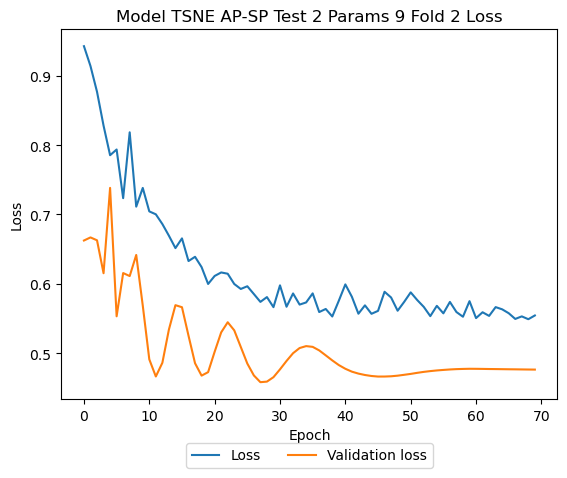 Model TSNE AP-SP Test 2 Params 9 Fold 2 Loss
Loss
0.9
0.8
0.7
0.6
0.5
0 10 20 30 40 50 60 70
Epoch
Loss Validation loss